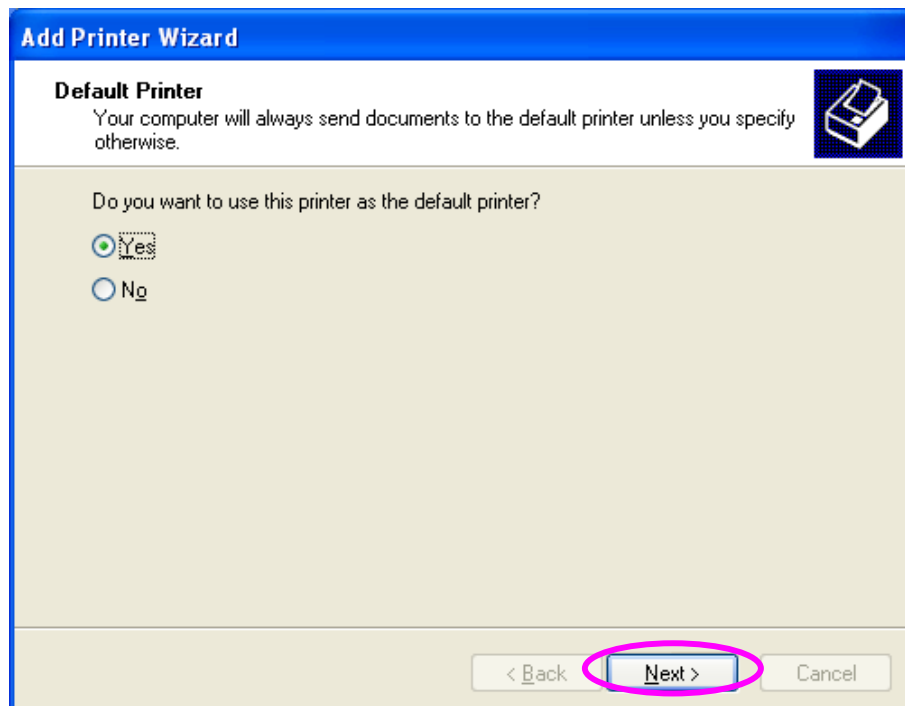 Add Printer Wizard
Default Printer
Your computer will always send documents to the default printer unless you specify
otherwise.
Do you want to use this printer as the default printer?
Yes
No
< Back Next > Cancel